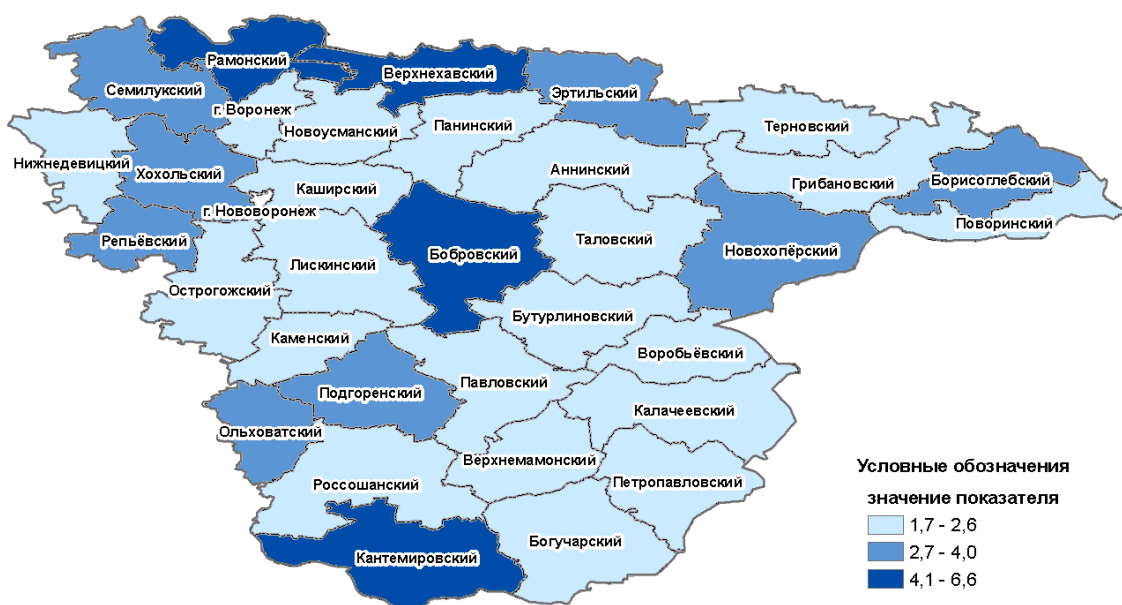 Рамонский
Верхнехавский
Семилукский
Эртильский
г. Воронеж
Новоусманский
Панинский
Терновский
Нижнедевицкий
Хохольский
Каширский
Аннинский
Грибановский
Борисоглебский
г. Нововоронеж
Поворинский
Репьёвский
Бобровский
Таловский
Новохопёрский
Лискинский
Острогожский
Бутурлиновский
Каменский
Воробьёвский
Павловский
Подгоренский
Калачеевский
Ольховатский
Верхнемамонский
Россошанский
Петропавловский
Богучарский
Кантемировский
Условные обозначения
значение показателя
1,7 - 2,6
2,7 - 4,0
4,1 - 6,6